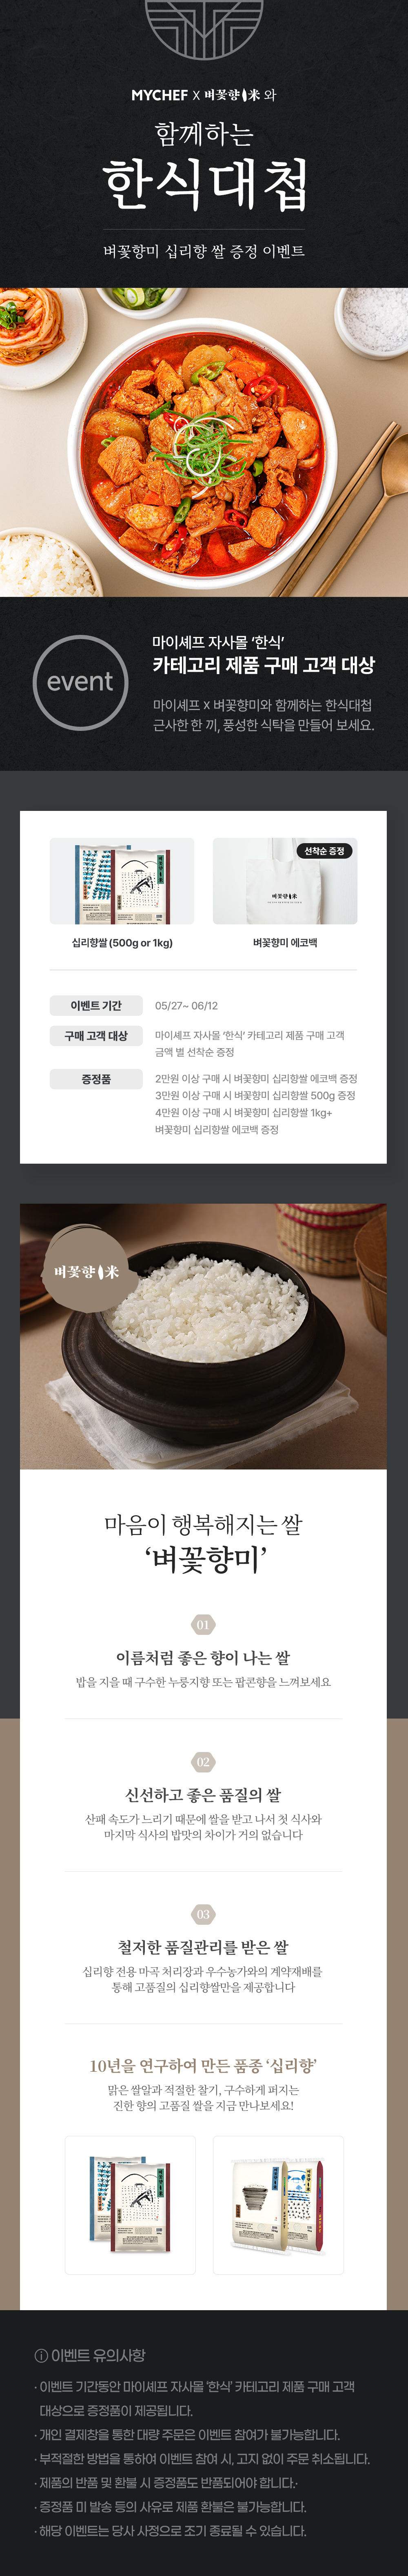 MYCHEF X 벼꽃향米 와
함께하는
한식대첩
벼꽃향미 십리향 쌀 증정 이벤트
event
마이셰프 자사몰 '한식'
카테고리 제품 구매 고객 대상
마이셰프 x 벼꽃향미와 함께하는 한식대첩
근사한 한 끼, 풍성한 식탁을 만들어 보세요.
선착순 증정
벼꽃향米
십리향쌀 (500g or 1kg)
벼꽃향미 에코백
이벤트 기간
05/27~ 06/12
구매 고객 대상
마이셰프 자사몰 '한식' 카테고리 제품 구매 고객
금액 별 선착순 증정
증정품
2만원 이상 구매 시 벼꽃향미 십리향쌀 에코백 증정
3만원 이상 구매 시 벼꽃향미 십리향쌀 500g 증정
4만원 이상 구매 시 벼꽃향미 십리향쌀 1kg+
벼꽃향미 십리향쌀 에코백 증정
벼꽃향米
마음이 행복해지는 쌀
'벼꽃향미'
01
이름처럼 좋은 향이 나는 쌀
밥을 지을 때 구수한 누룽지향 또는 팝콘향을 느껴보세요
02
신선하고 좋은 품질의 쌀
산패 속도가 느리기 때문에 쌀을 받고 나서 첫 식사와
마지막 식사의 밥맛의 차이가 거의 없습니다
03
철저한 품질관리를 받은 쌀
십리향 전용 마곡 처리장과 우수농가와의 계약재배를
통해 고품질의 십리향쌀만을 제공합니다
10년을 연구하여 만든 품종 '십리향'
맑은 쌀알과 적절한 찰기, 구수하게 퍼지는
진한 향의 고품질 쌀을 지금 만나보세요!
ⓘ 이벤트 유의사항
· 이벤트 기간동안 마이셰프 자사몰 '한식' 카테고리 제품 구매 고객
대상으로 증정품이 제공됩니다.
· 개인 결제창을 통한 대량 주문은 이벤트 참여가 불가능합니다.
· 부적절한 방법을 통하여 이벤트 참여 시, 고지 없이 주문 취소됩니다.
· 제품의 반품 및 환불 시 증정품도 반품되어야 합니다.·
· 증정품 미 발송 등의 사유로 제품 환불은 불가능합니다.
· 해당 이벤트는 당사 사정으로 조기 종료될 수 있습니다.